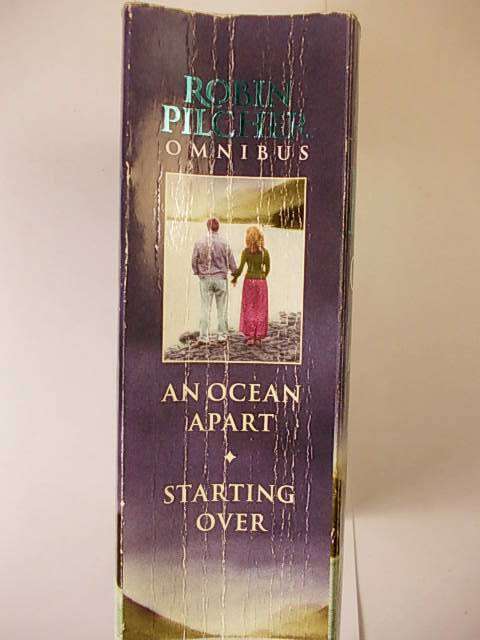 ROBIN
PILCHER
OMNIBUS
AN OCEAN
APART
STARTING
OVER